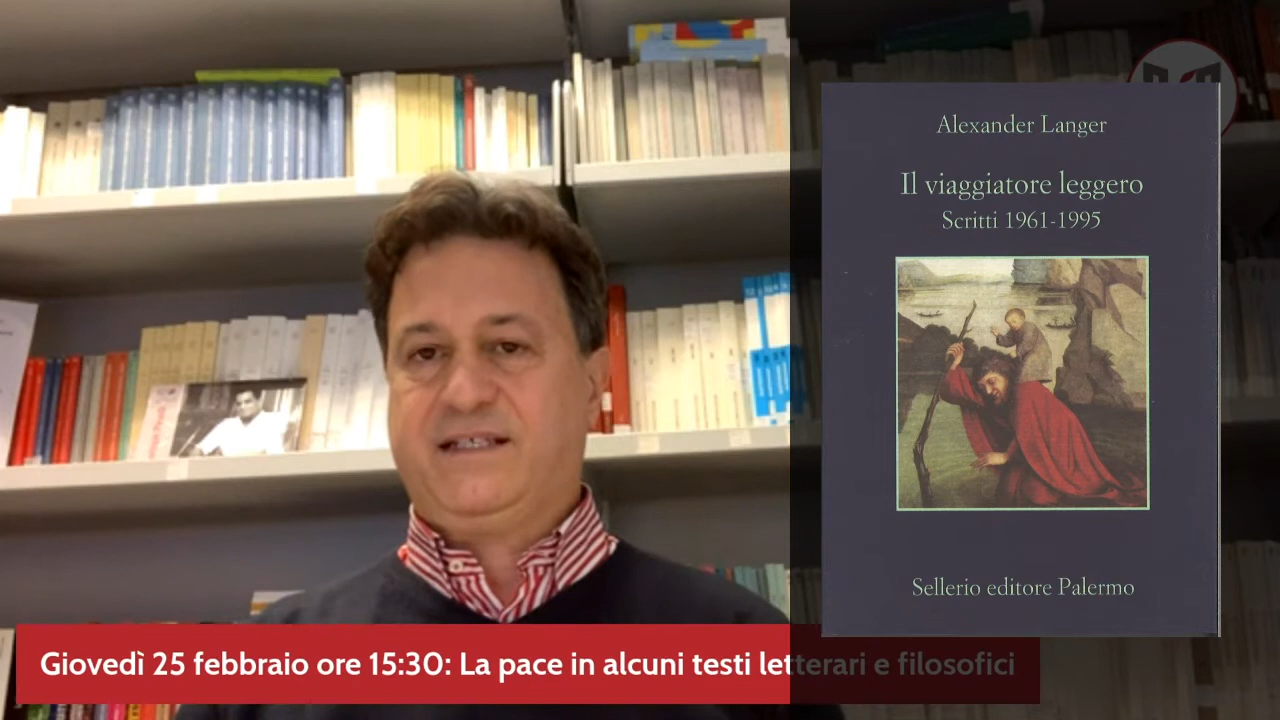 Alexander Langer
Il viaggiatore leggero
Scritti 1961-1995
Sellerio editore Palermo
Giovedì 25 febbraio ore 15:30: La pace in alcuni testi letterari e filosofici